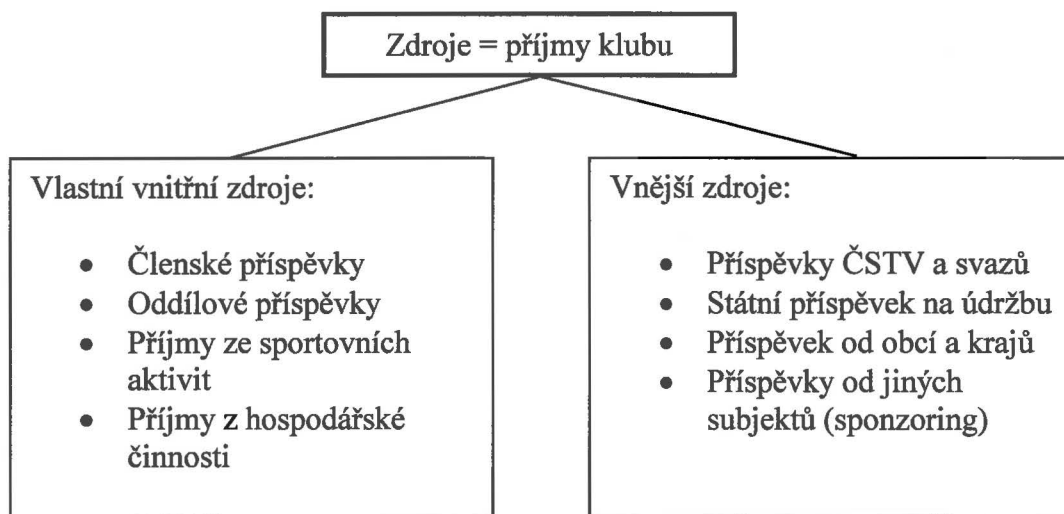 Zdroje = příjmy klubu
Vlastní vnitřní zdroje:
• Členské příspěvky
• Oddílové příspěvky
• Příjmy ze sportovních
aktivit
• Příjmy z hospodářské
činnosti
Vnější zdroje:
• Příspěvky ČSTV a svazů
• Státní příspěvek na údržbu
• Příspěvek od obcí a krajů
• Příspěvky od jiných
subjektů (sponzoring)